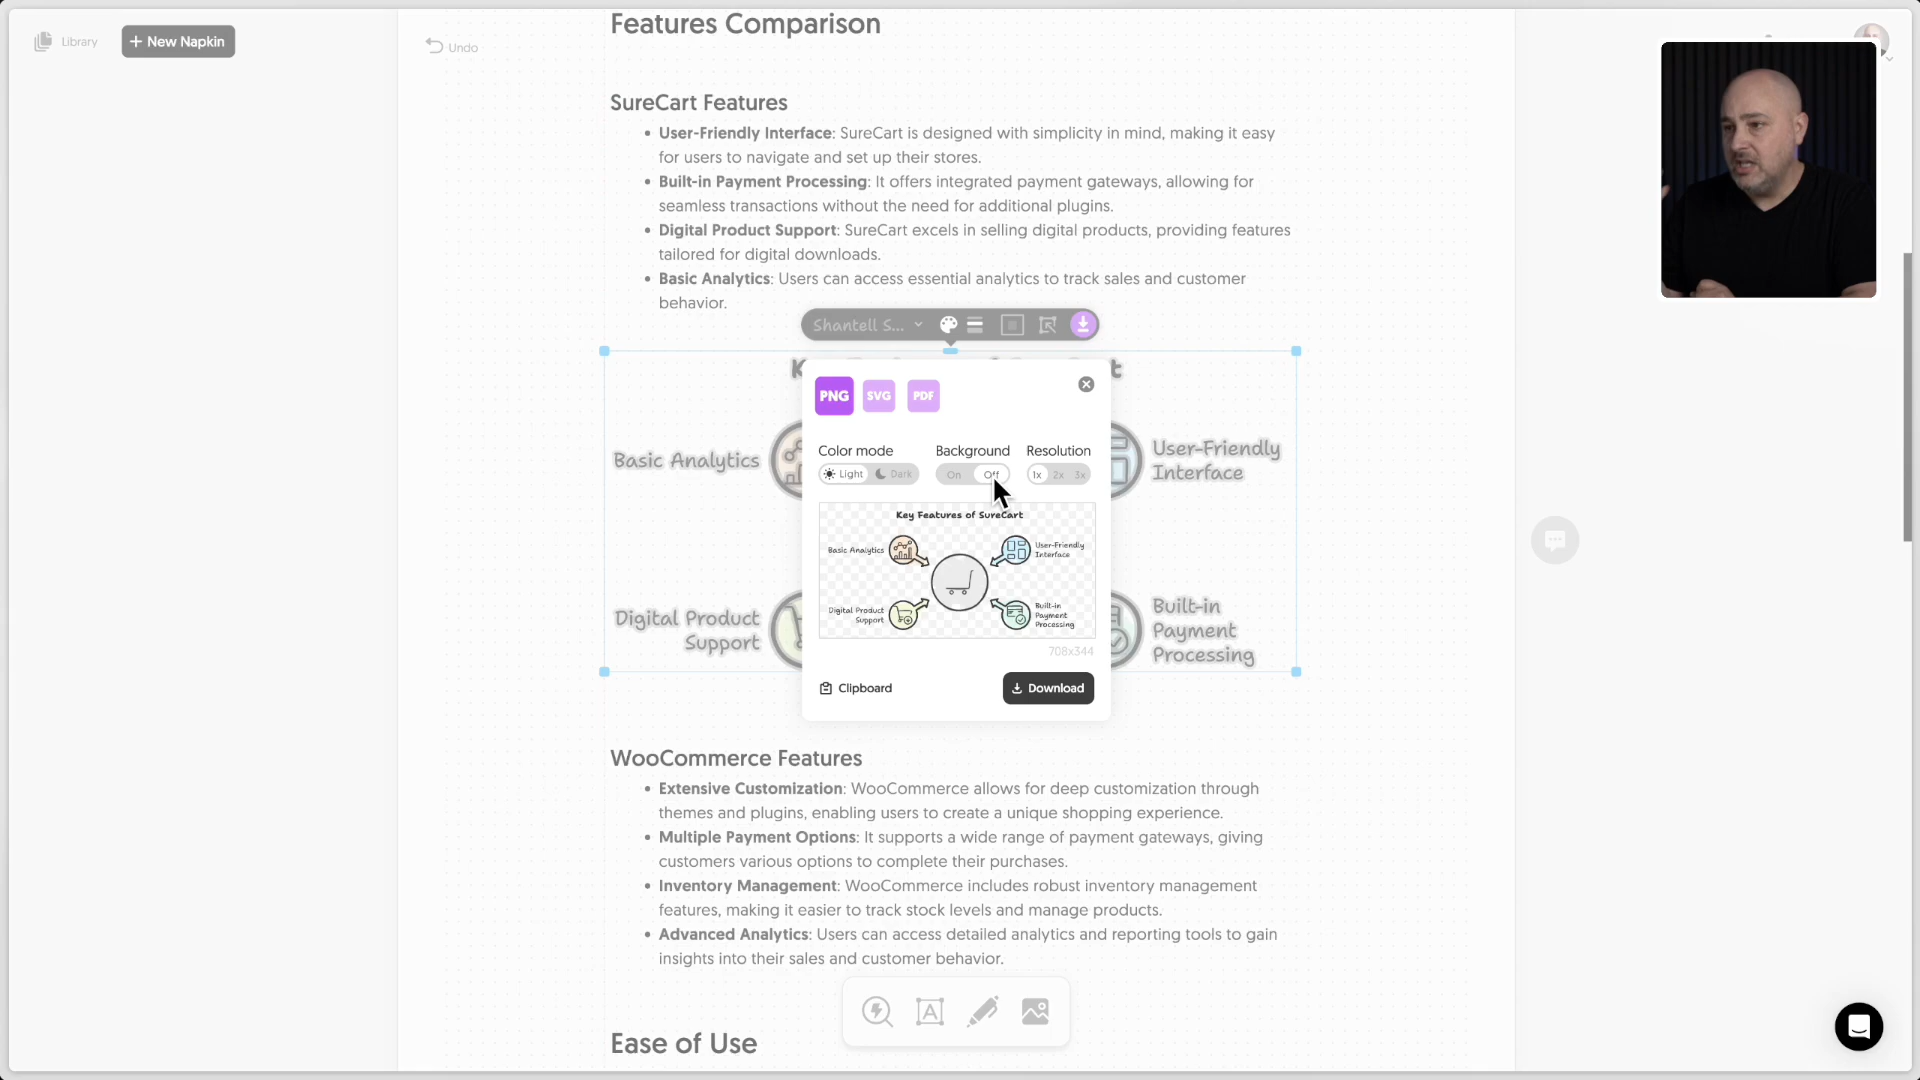 Library
+ New Napkin
Undo
Features Comparison
SureCart Features
• User-Friendly Interface: SureCart is designed with simplicity in mind, making it easy
for users to navigate and set up their stores.
• Built-in Payment Processing: It offers integrated payment gateways, allowing for
seamless transactions without the need for additional plugins.
• Digital Product Support: SureCart excels in selling digital products, providing features
tailored for digital downloads.
• Basic Analytics: Users can access essential analytics to track sales and customer
behavior.
Shantell S...
PNG SVG PDF
Color mode Background Resolution
Light Dark On Off 1x 2x 3x
Key Features of SureCart
Basic Analytics
User-Friendly
Interface
Digital Product
Support
Built-in
Payment
Processing
708x344
Clipboard
Download
Basic Analytics
User-Friendly
Interface
Digital Product
Support
Built-in
Payment
Processing
WooCommerce Features
• Extensive Customization: WooCommerce allows for deep customization through
themes and plugins, enabling users to create a unique shopping experience.
• Multiple Payment Options: It supports a wide range of payment gateways, giving
customers various options to complete their purchases.
• Inventory Management: WooCommerce includes robust inventory management
features, making it easier to track stock levels and manage products.
• Advanced Analytics: Users can access detailed analytics and reporting tools to gain
insights into their sales and customer behavior.
Ease of Use